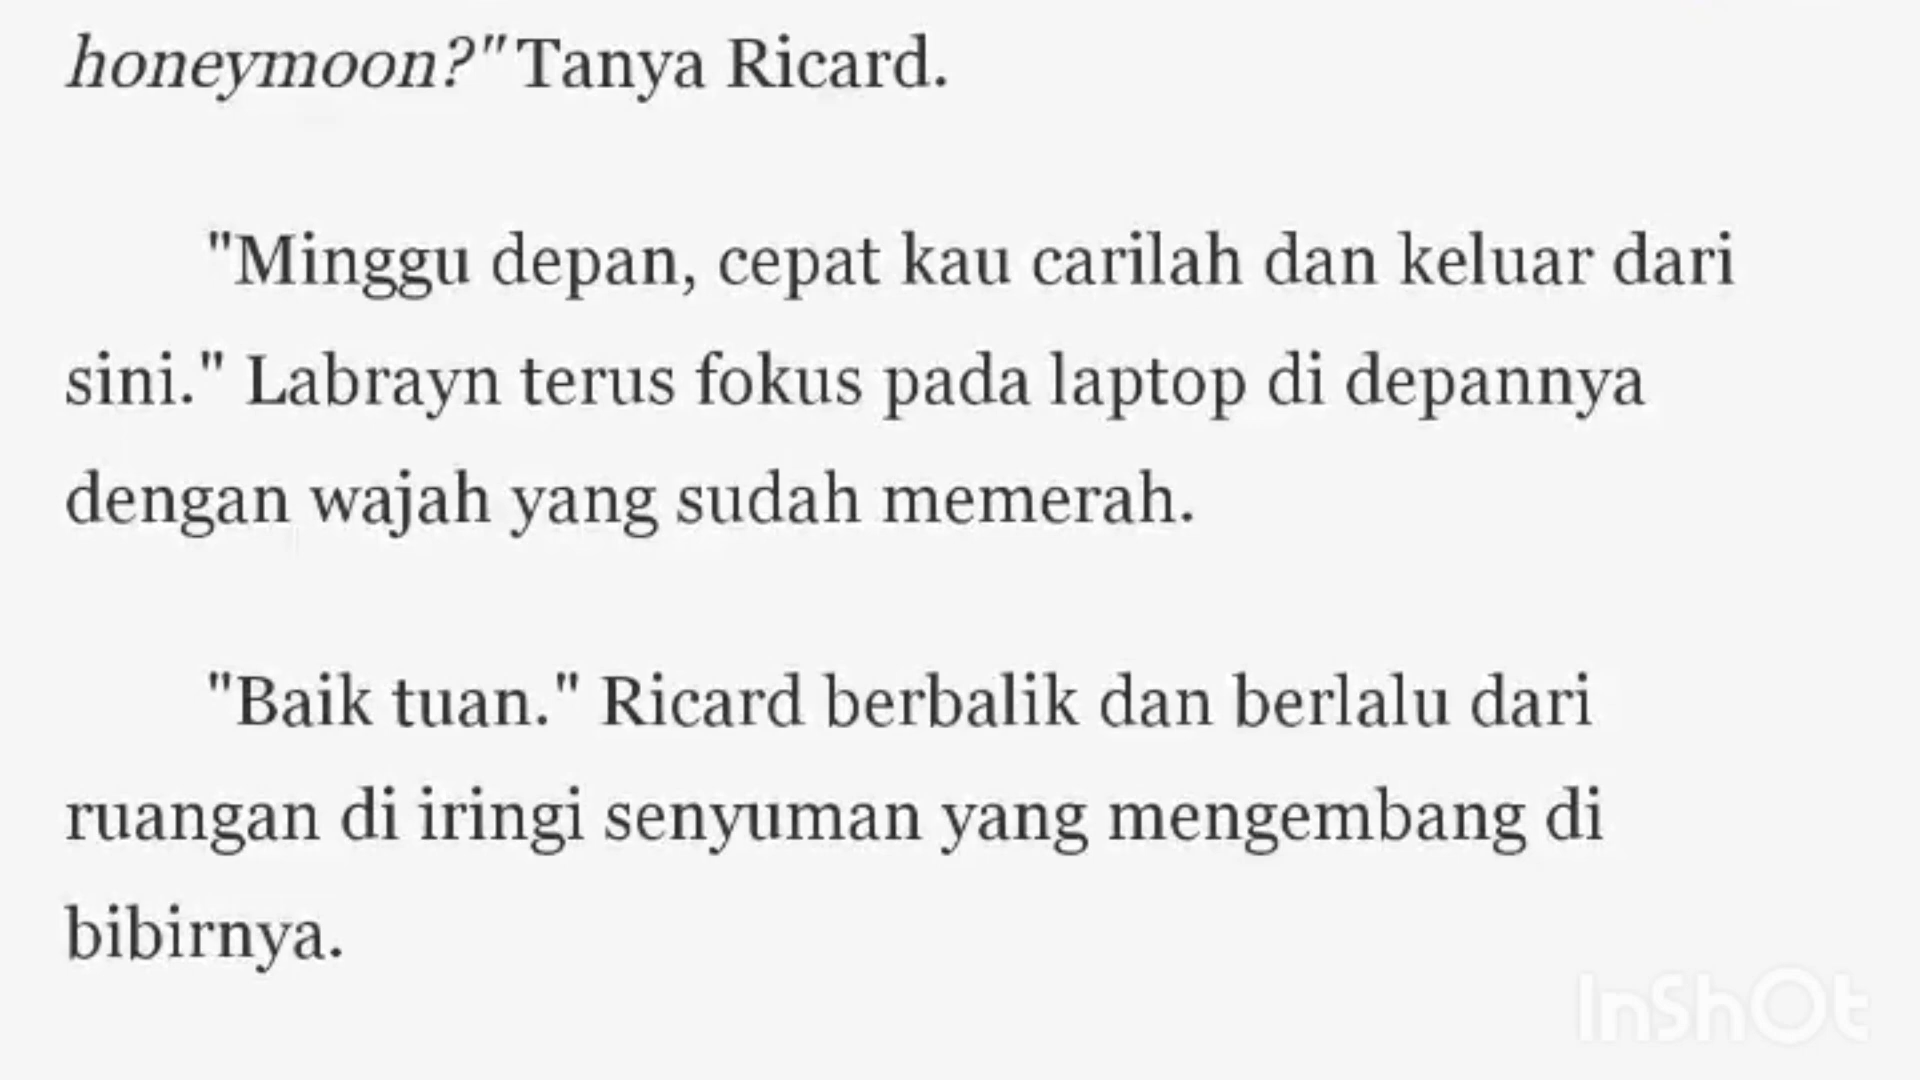 honeymoon?" Tanya Ricard.
"Minggu depan, cepat kau carilah dan keluar dari
sini." Labrayn terus fokus pada laptop di depannya
dengan wajah yang sudah memerah.
"Baik tuan." Ricard berbalik dan berlalu dari
ruangan di iringi senyuman yang mengembang di
bibirnya.
InShOt